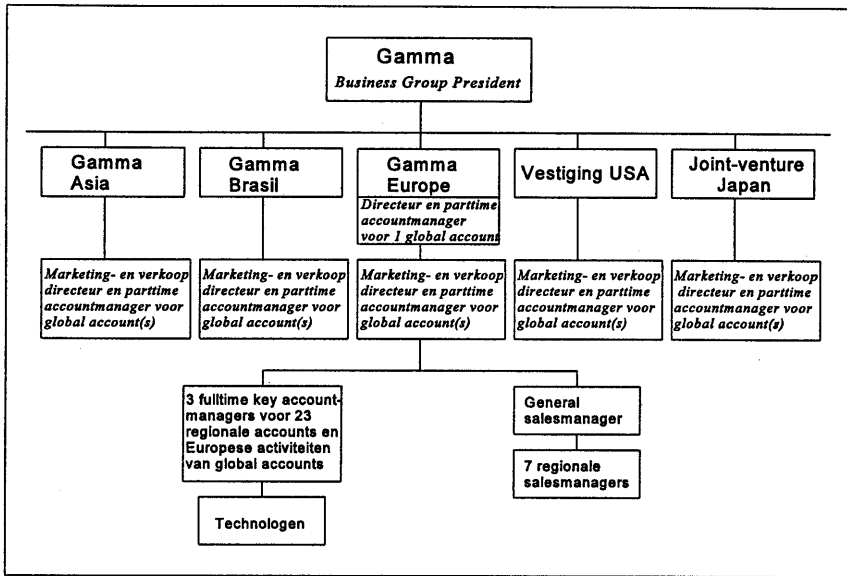 Gamma
Business Group President
Gamma
Asia
Gamma
Brasil
Gamma
Europe
Directeur en parttime
accountmanager
voor 1 global account
Vestiging USA
Joint-venture
Japan
Marketing- en verkoop
directeur en parttime
accountmanager voor
global account(s)
Marketing- en verkoop
directeur en parttime
accountmanager voor
global account(s)
Marketing- en verkoop
directeur en parttime
accountmanager voor
global account(s)
Marketing- en verkoop
directeur en parttime
accountmanager voor
global account(s)
Marketing- en verkoop
directeur en parttime
accountmanager voor
global account(s)
3 fulltime key account-
managers voor 23
regionale accounts en
Europese activiteiten
van global accounts
Technologen
General
salesmanager
7 regionale
salesmanagers